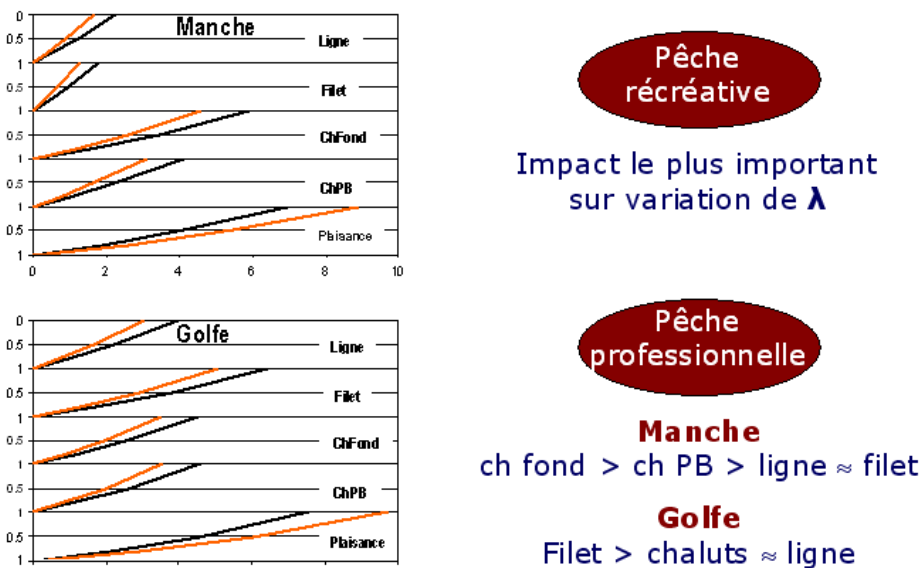 Manche
0
0.5
Ligne
1
0.5
Filet
1
0.5
ChFond
1
0.5
ChPB
1
0.5
Plaisance
1
0 2 4 6 8 10
Golfe
0
0.5
Ligne
1
0.5
Filet
1
0.5
ChFond
1
0.5
ChPB
1
0.5
Plaisance
1
Pêche
récréative
Impact le plus important
sur variation de λ
Pêche
professionnelle
Manche
ch fond > ch PB > ligne ≈ filet
Golfe
Filet > chaluts ≈ ligne